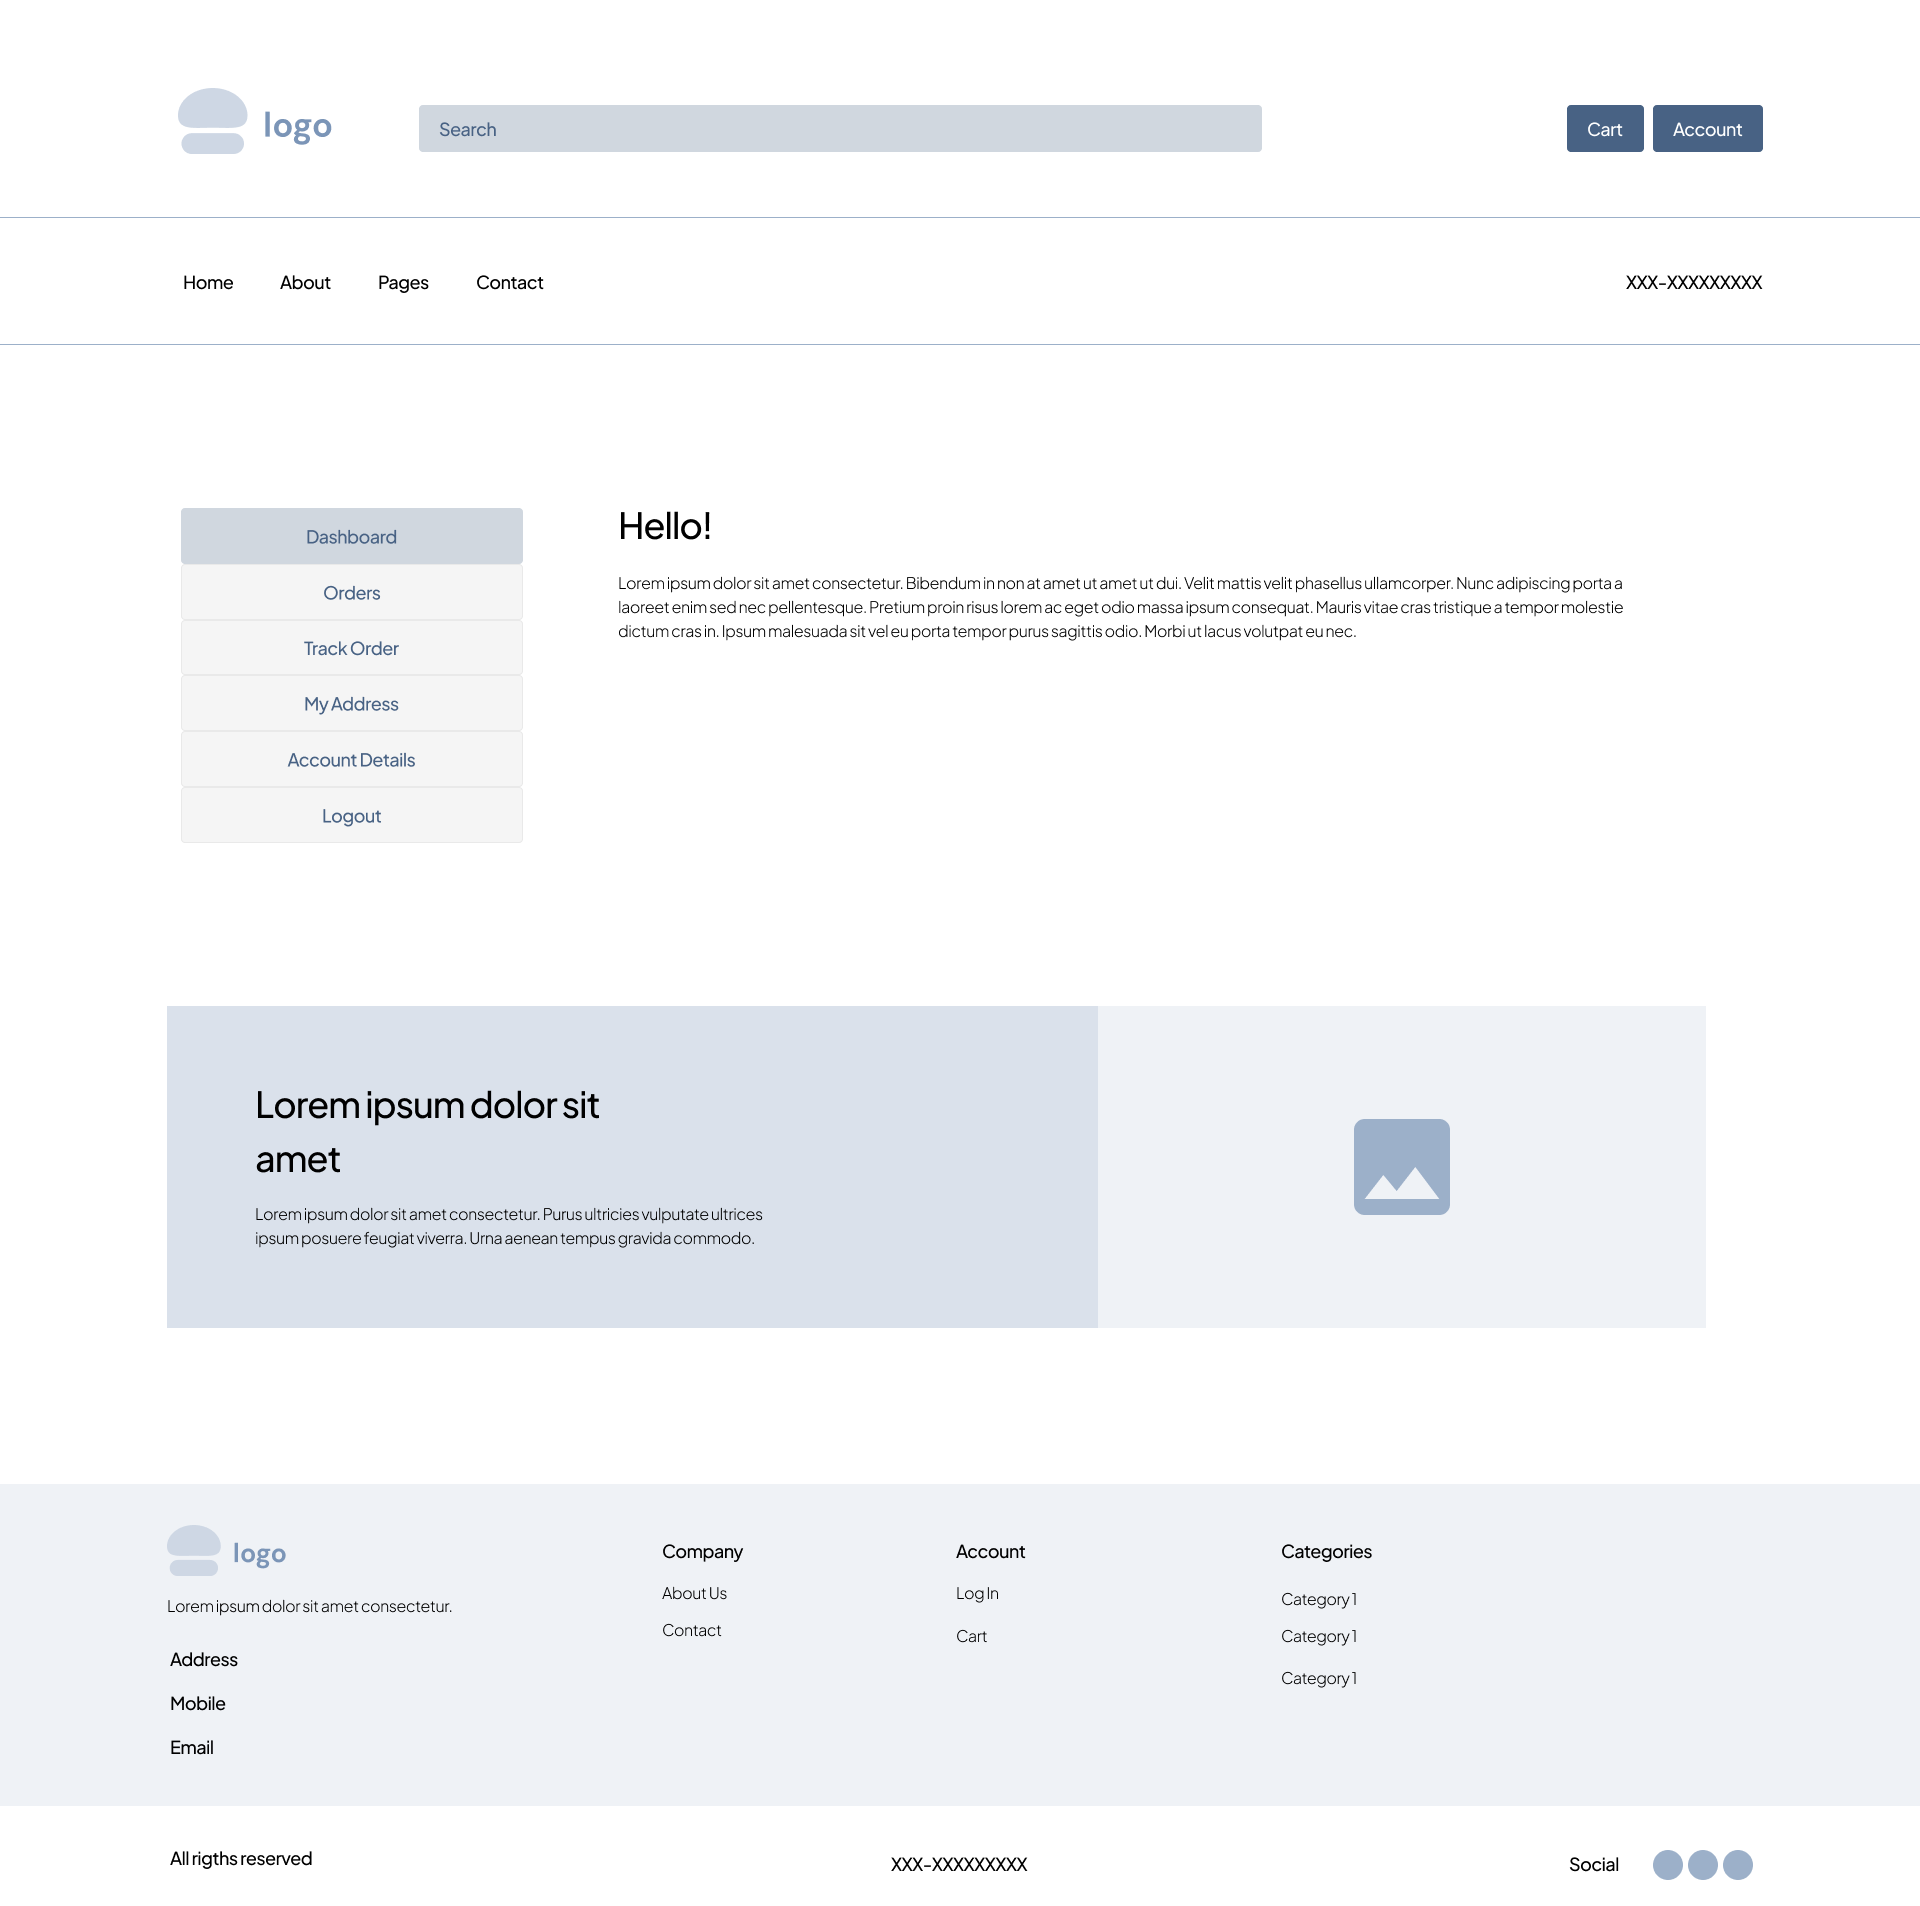 logo
Search
Cart
Account
Home
About
Pages
Contact
XXX-XXXXXXXXX
Dashboard
Orders
Track Order
My Address
Account Details
Logout
Hello!
Lorem ipsum dolor sit amet consectetur. Bibendum in non at amet ut amet ut dui. Velit mattis velit phasellus ullamcorper. Nunc adipiscing porta a
laoreet enim sed nec pellentesque. Pretium proin risus lorem ac eget odio massa ipsum consequat. Mauris vitae cras tristique a tempor molestie
dictum cras in. Ipsum malesuada sit vel eu porta tempor purus sagittis odio. Morbi ut lacus volutpat eu nec.
Lorem ipsum dolor sit
amet
Lorem ipsum dolor sit amet consectetur. Purus ultricies vulputate ultrices
ipsum posuere feugiat viverra. Urna aenean tempus gravida commodo.
logo
Lorem ipsum dolor sit amet consectetur.
Address
Mobile
Email
Company
About Us
Contact
Account
Log In
Cart
Categories
Category 1
Category 1
Category 1
All rigths reserved
XXX-XXXXXXXXX
Social